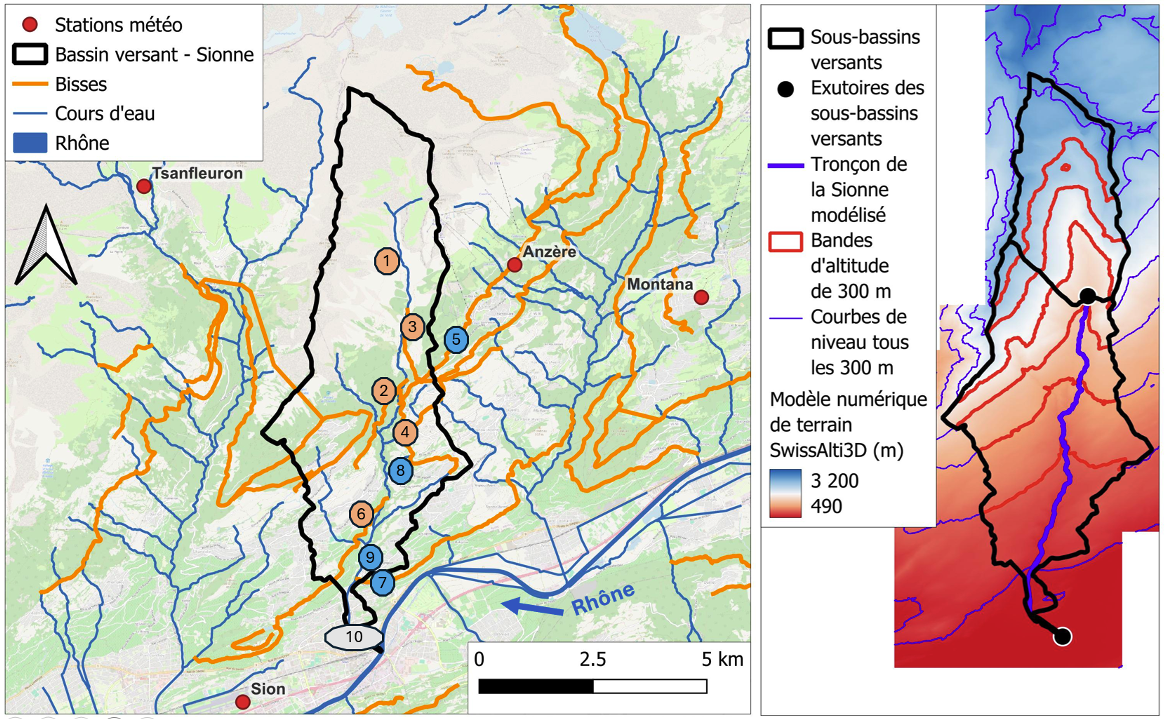 Stations météo
Bassin versant - Sionne
Bisses
Cours d'eau
Rhône
Tsanfleuron
Anzère
Montana
1
3
5
2
4
8
6
9
7
10
Rhône
Sion
0 2.5 5 km
Sous-bassins
versants
Exutoires des
sous-bassins
versants
Tronçon de
la Sionne
modélisé
Bandes
d'altitude
de 300 m
Courbes de
niveau tous
les 300 m
Modèle numérique
de terrain
SwissAlti3D (m)
3 200
490